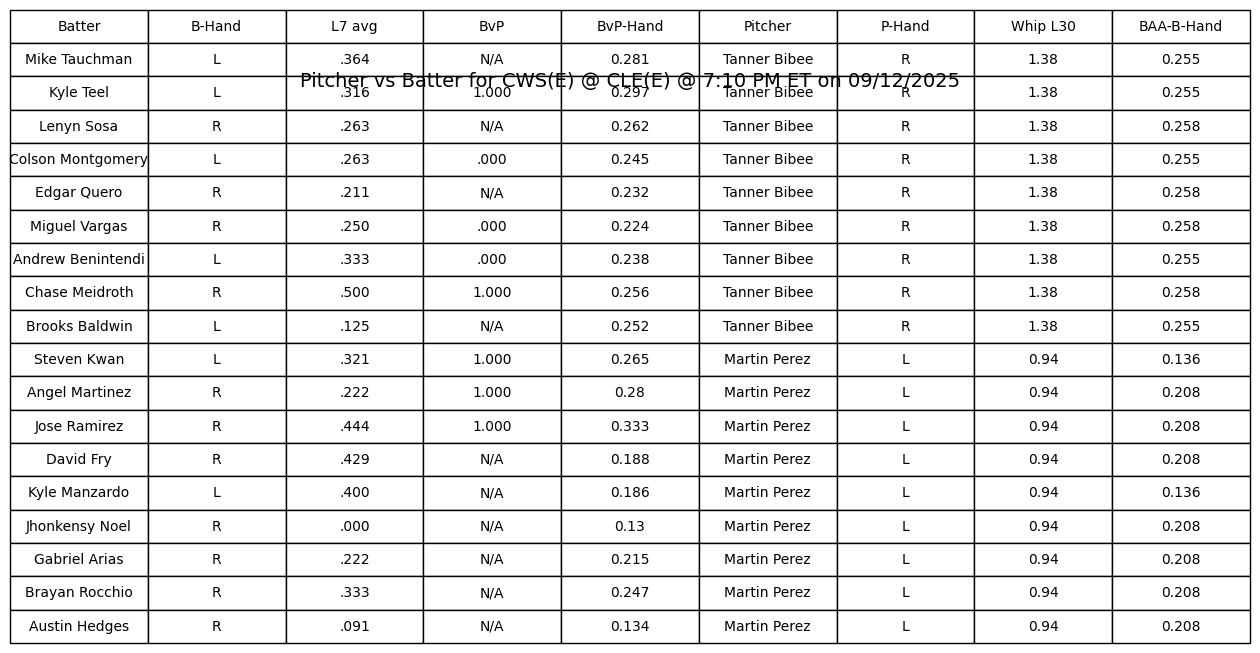 Batter B-Hand L7 avg BvP BvP-Hand Pitcher P-Hand Whip L30 BAA-B-Hand
Mike Tauchman L .364 N/A 0.281 Tanner Bibee R 1.38 0.255
Pitcher vs Batter for CWS(E) @ CLE(E) @ 7:10 PM ET on 09/12/2025
Kyle Teel L .316 1.000 0.297 Tanner Bibee R 1.38 0.255
Lenyn Sosa R .263 N/A 0.262 Tanner Bibee R 1.38 0.258
Colson Montgomery L .263 .000 0.245 Tanner Bibee R 1.38 0.255
Edgar Quero R .211 N/A 0.232 Tanner Bibee R 1.38 0.258
Miguel Vargas R .250 .000 0.224 Tanner Bibee R 1.38 0.258
Andrew Benintendi L .333 .000 0.238 Tanner Bibee R 1.38 0.255
Chase Meidroth R .500 1.000 0.256 Tanner Bibee R 1.38 0.258
Brooks Baldwin L .125 N/A 0.252 Tanner Bibee R 1.38 0.255
Steven Kwan L .321 1.000 0.265 Martin Perez L 0.94 0.136
Angel Martinez R .222 1.000 0.28 Martin Perez L 0.94 0.208
Jose Ramirez R .444 1.000 0.333 Martin Perez L 0.94 0.208
David Fry R .429 N/A 0.188 Martin Perez L 0.94 0.208
Kyle Manzardo L .400 N/A 0.186 Martin Perez L 0.94 0.136
Jhonkensy Noel R .000 N/A 0.13 Martin Perez L 0.94 0.208
Gabriel Arias R .222 N/A 0.215 Martin Perez L 0.94 0.208
Brayan Rocchio R .333 N/A 0.247 Martin Perez L 0.94 0.208
Austin Hedges R .091 N/A 0.134 Martin Perez L 0.94 0.208